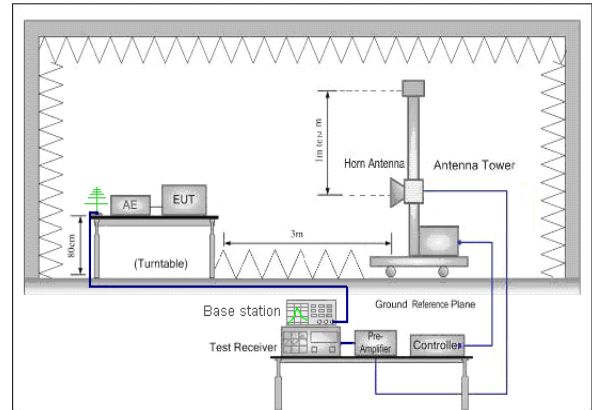 1m to 4 m
Horn Antenna
Antenna Tower
AE
EUT
80cm
(Turntable)
3m
Ground Reference Plane
Base station
Test Receiver
Pre-
Amplifier
Controller